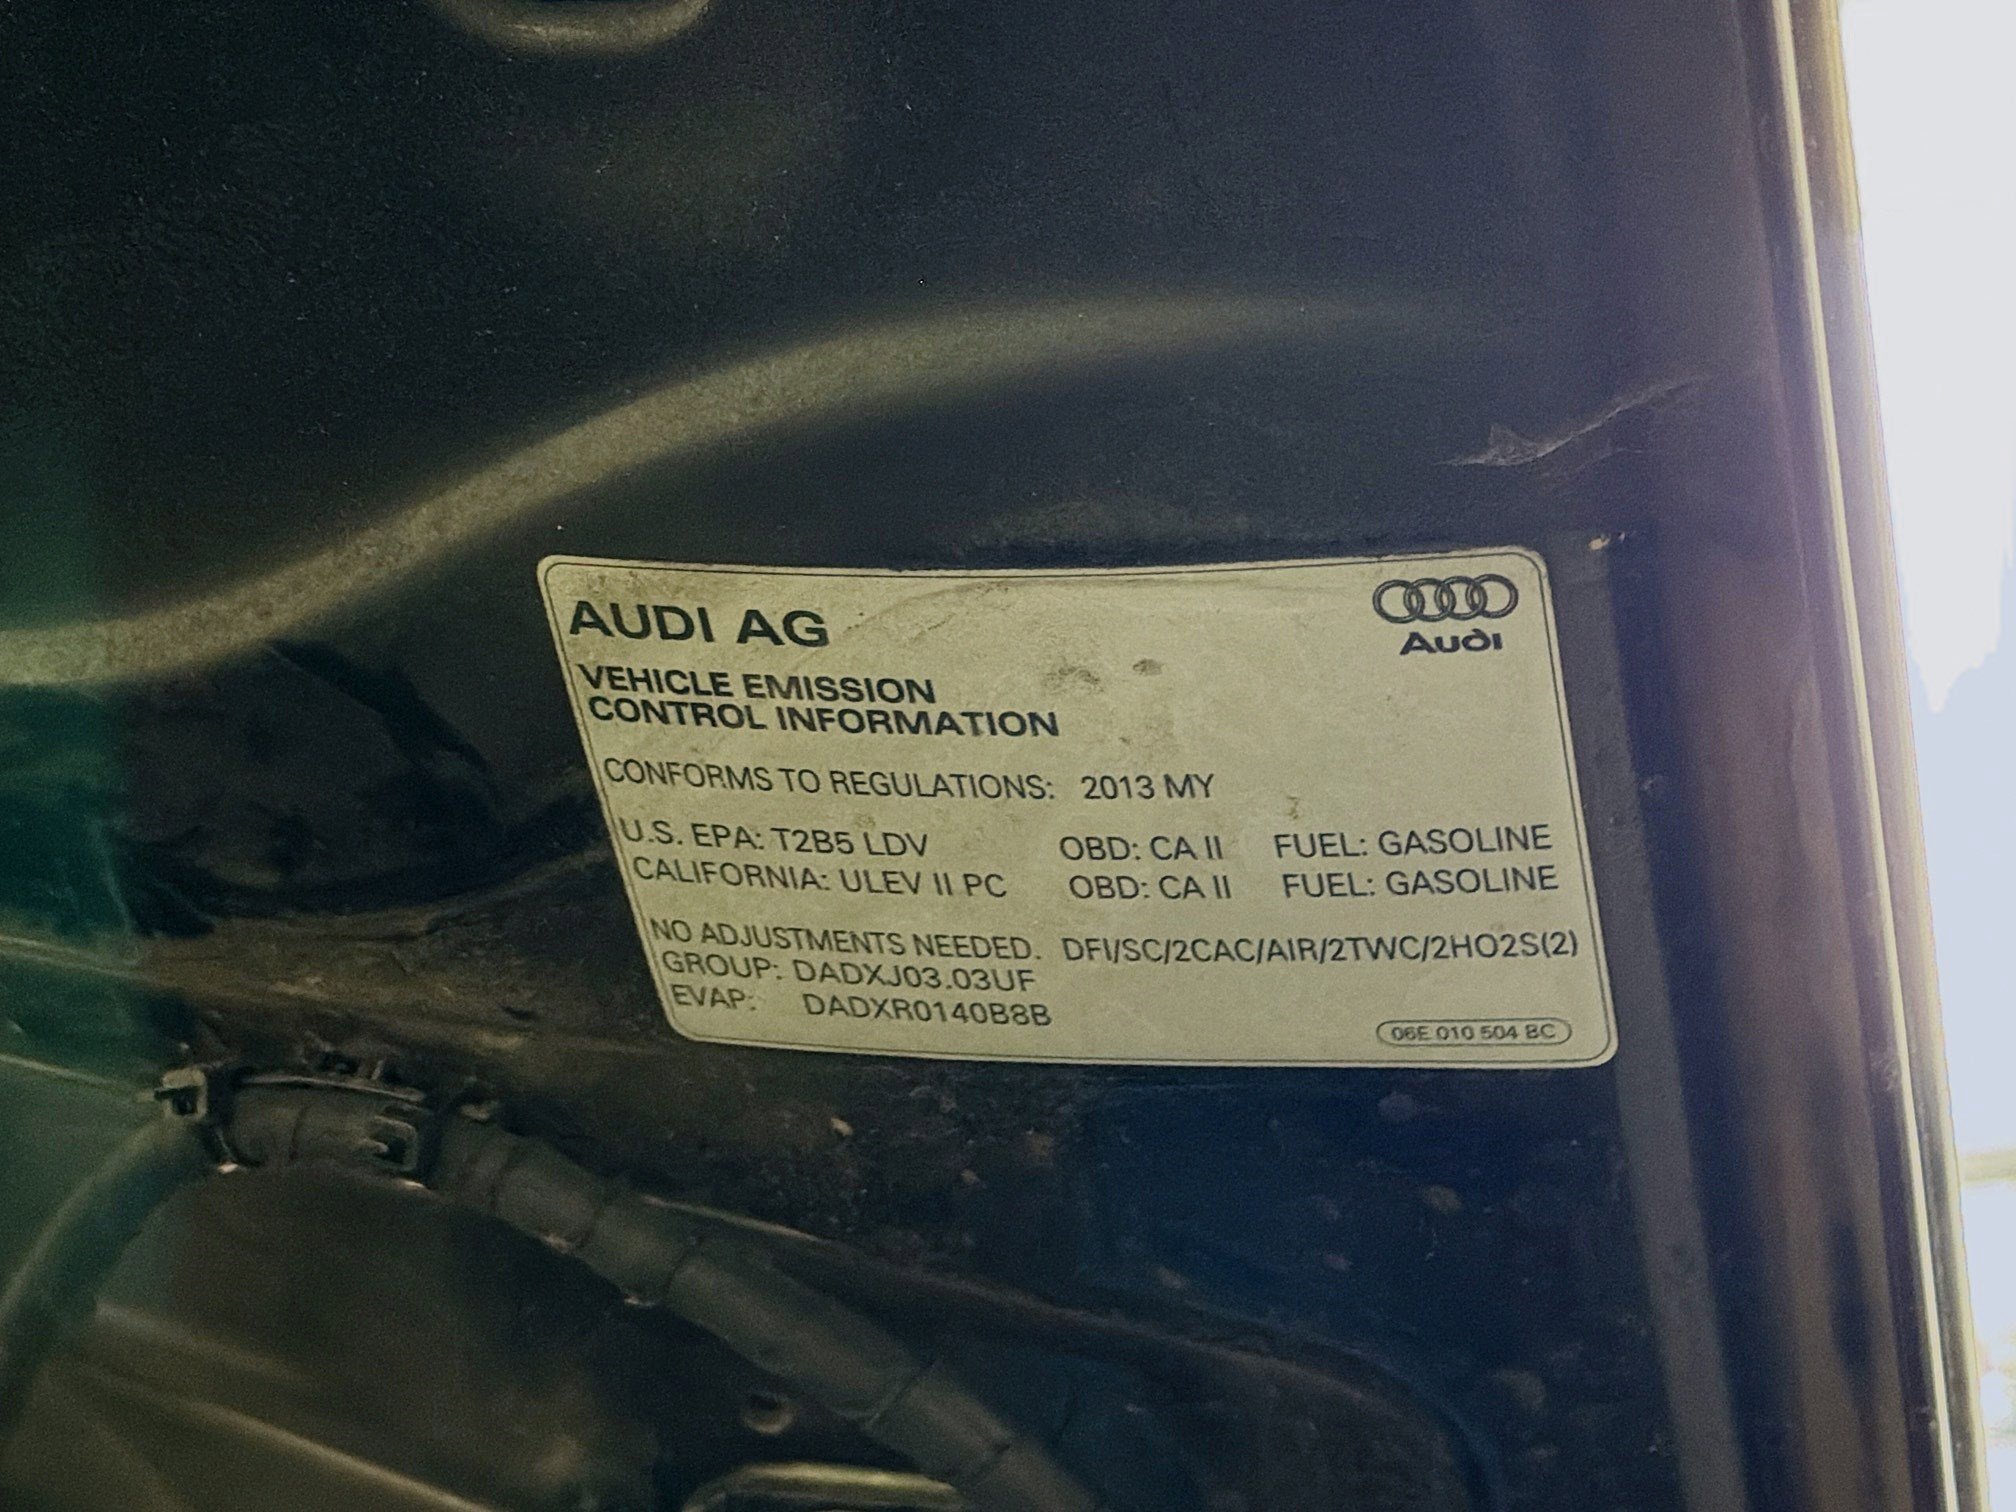 AUDI AG
Audi
VEHICLE EMISSION
CONTROL INFORMATION
CONFORMS TO REGULATIONS: 2013 MY
U.S. EPA: T2B5 LDV OBD: CA II FUEL: GASOLINE
CALIFORNIA: ULEV II PC OBD: CA II FUEL: GASOLINE
NO ADJUSTMENTS NEEDED. DFI/SC/2CAC/AIR/2TWC/2HO2S(2)
GROUP: DADXJ03.03UF
EVAP: DADXR0140B8B
06E 010 504 BC